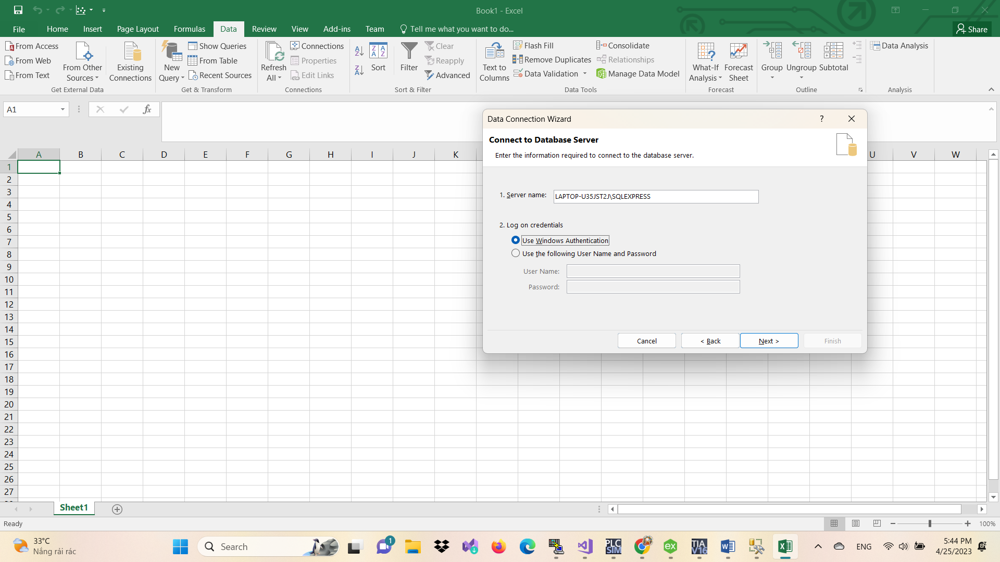 Book1 - Excel
File Home Insert Page Layout Formulas Data Review View Add-ins Team Tell me what you want to do... Share
From Access
From Web
From Text
From Other Sources
Existing Connections
Get External Data
New Query
Show Queries
From Table
Recent Sources
Get & Transform
Refresh All
Connections
Properties
Edit Links
Connections
Sort
Filter
Clear
Reapply
Advanced
Sort & Filter
Text to Columns
Flash Fill
Remove Duplicates
Data Validation
Consolidate
Relationships
Manage Data Model
Data Tools
What-If Analysis
Forecast Sheet
Forecast
Group
Ungroup
Subtotal
Outline
Data Analysis
Analysis
A1
fx
A B C D E F G H I J K U V W
1
2
3
4
5
6
7
8
9
10
11
12
13
14
15
16
17
18
19
20
21
22
23
24
25
26
27
Data Connection Wizard ?
Connect to Database Server
Enter the information required to connect to the database server.
1. Server name: LAPTOP-U35JST2J\SQLEXPRESS
2. Log on credentials
Use Windows Authentication
Use the following User Name and Password
User Name:
Password:
Cancel < Back Next > Finish
Sheet1
Ready 100%
33°C
Nắng rải rác
Search
1
PLC SIM
ex
TIA V16
ENG
5:44 PM
4/25/2023